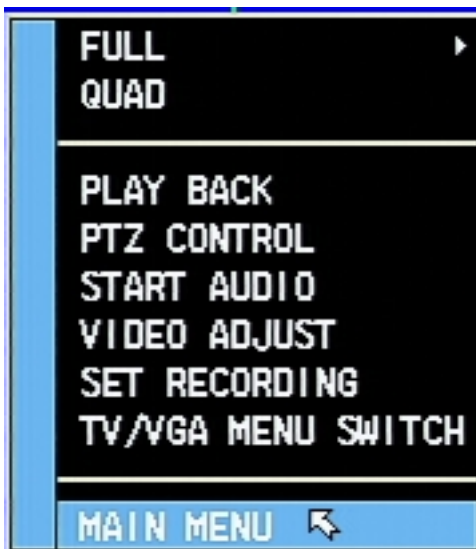 FULL
QUAD
PLAY BACK
PTZ CONTROL
START AUDIO
VIDEO ADJUST
SET RECORDING
TV/VGA MENU SWITCH
MAIN MENU